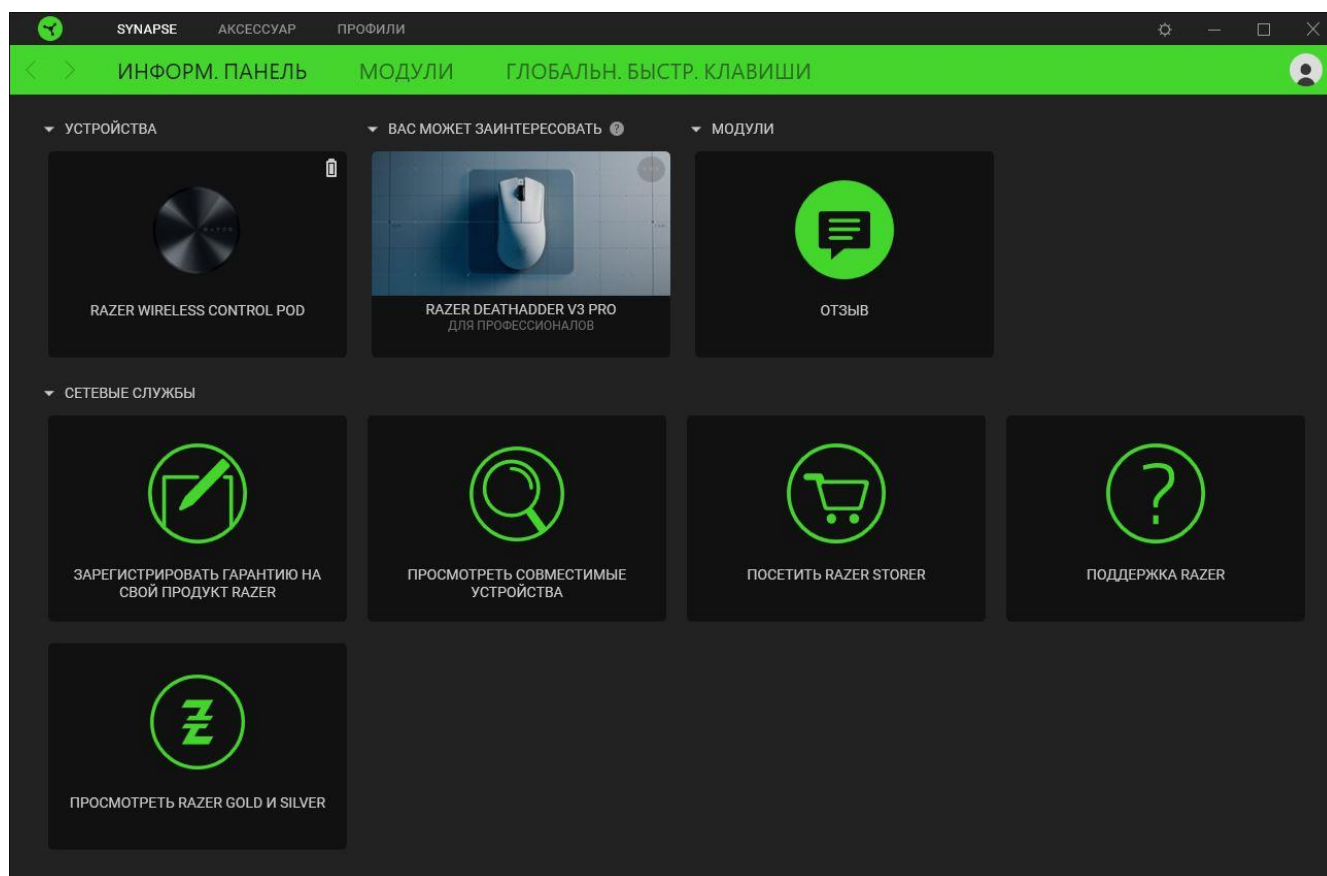 SYNAPSE АКСЕССУАР ПРОФИЛИ
ИНФОРМ. ПАНЕЛЬ МОДУЛИ ГЛОБАЛЬН. БЫСТР. КЛАВИШИ
УСТРОЙСТВА
ВАС МОЖЕТ ЗАИНТЕРЕСОВАТЬ ?
МОДУЛИ
RAZER WIRELESS CONTROL POD
RAZER DEATHADDER V3 PRO
ДЛЯ ПРОФЕССИОНАЛОВ
ОТЗЫВ
СЕТЕВЫЕ СЛУЖБЫ
ЗАРЕГИСТРИРОВАТЬ ГАРАНТИЮ НА
СВОЙ ПРОДУКТ RAZER
ПРОСМОТРЕТЬ СОВМЕСТИМЫЕ
УСТРОЙСТВА
ПОСЕТИТЬ RAZER STORER
ПОДДЕРЖКА RAZER
ПРОСМОТРЕТЬ RAZER GOLD И SILVER